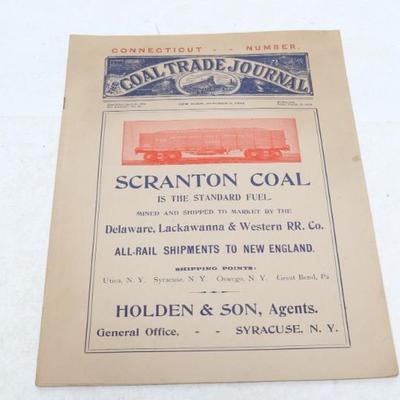 CONNECTICUT - - NUMBER.
THE COAL TRADE JOURNAL
SCRANTON COAL
IS THE STANDARD FUEL.
MINED AND SHIPPED TO MARKET BY THE
Delaware, Lackawanna & Western RR. Co.
ALL-RAIL SHIPMENTS TO NEW ENGLAND.
SHIPPING POINTS:
Utica, N. Y. Syracuse, N. Y. Oswego, N. Y. Great Bend, Pa
HOLDEN & SON, Agents.
General Office, - - SYRACUSE, N. Y.